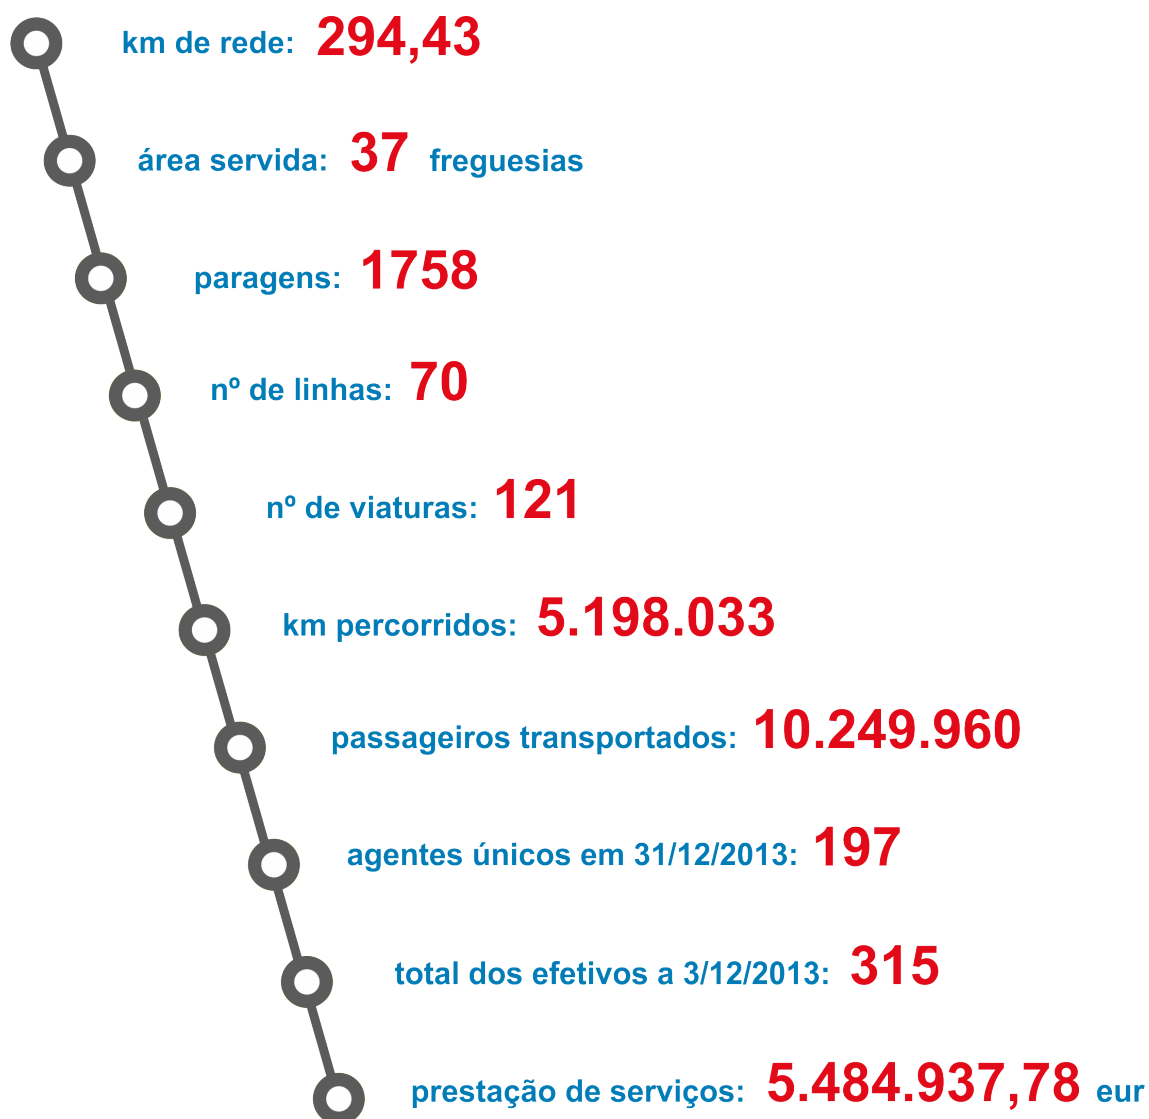 km de rede: 294,43
área servida: 37 freguesias
paragens: 1758
nº de linhas: 70
nº de viaturas: 121
km percorridos: 5.198.033
passageiros transportados: 10.249.960
agentes únicos em 31/12/2013: 197
total dos efetivos a 3/12/2013: 315
prestação de serviços: 5.484.937,78 eur